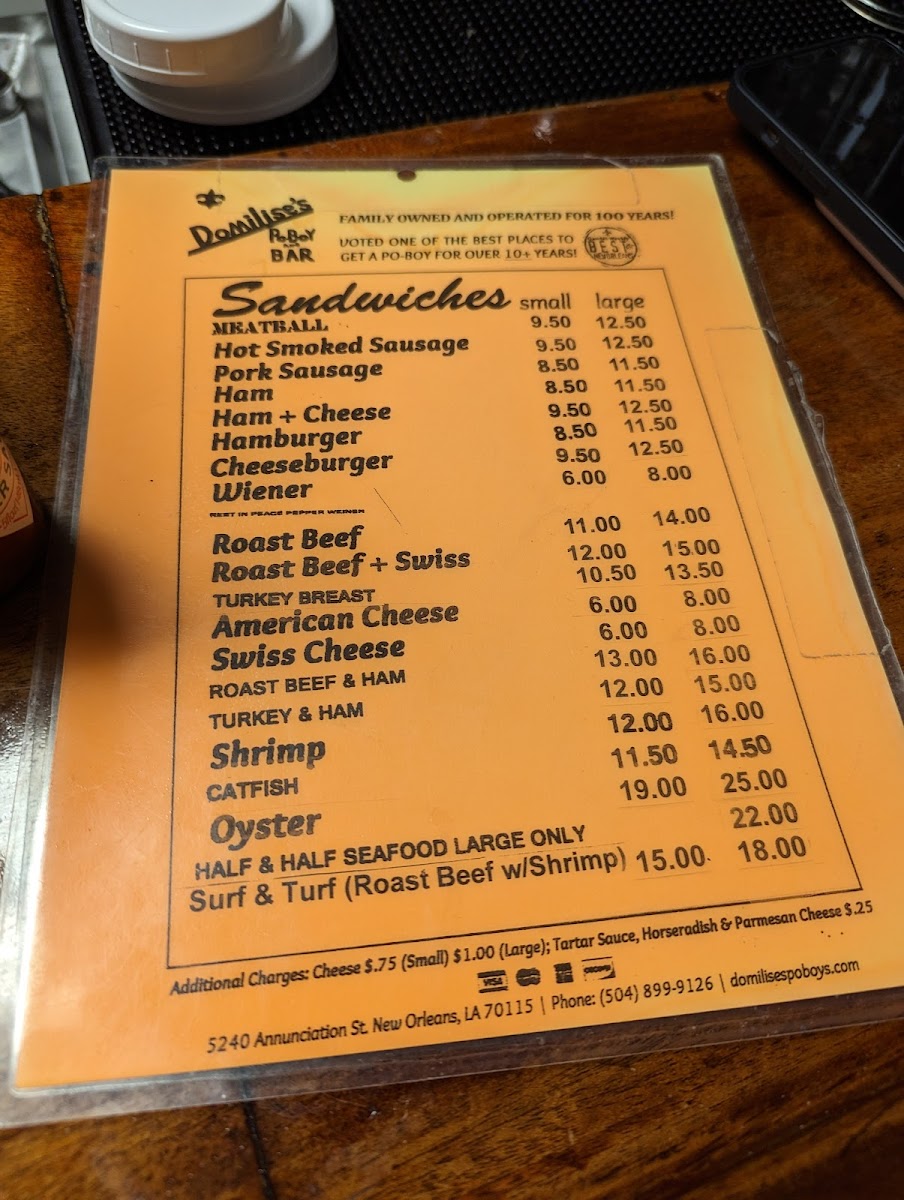 Domilise's
Po-Boy
AND
BAR
FAMILY OWNED AND OPERATED FOR 100 YEARS!
VOTED ONE OF THE BEST PLACES TO
GET A PO-BOY FOR OVER 10+ YEARS!
BEST
Sandwiches small large
MEATBALL 9.50 12.50
Hot Smoked Sausage 9.50 12.50
Pork Sausage 8.50 11.50
Ham 8.50 11.50
Ham + Cheese 9.50 12.50
Hamburger 8.50 11.50
Cheeseburger 9.50 12.50
Wiener 6.00 8.00
REST IN PEACE PEPPER WEINER
Roast Beef 11.00 14.00
Roast Beef + Swiss 12.00 15.00
TURKEY BREAST 10.50 13.50
American Cheese 6.00 8.00
Swiss Cheese 6.00 8.00
ROAST BEEF & HAM 13.00 16.00
TURKEY & HAM 12.00 15.00
Shrimp 12.00 16.00
CATFISH 11.50 14.50
Oyster 19.00 25.00
HALF & HALF SEAFOOD LARGE ONLY 22.00
Surf & Turf (Roast Beef w/Shrimp) 15.00 18.00
Additional Charges: Cheese $.75 (Small) $1.00 (Large); Tartar Sauce, Horseradish & Parmesan Cheese $.25
VISA
5240 Annunciation St. New Orleans, LA 70115 | Phone: (504) 899-9126 | domilisespoboys.com